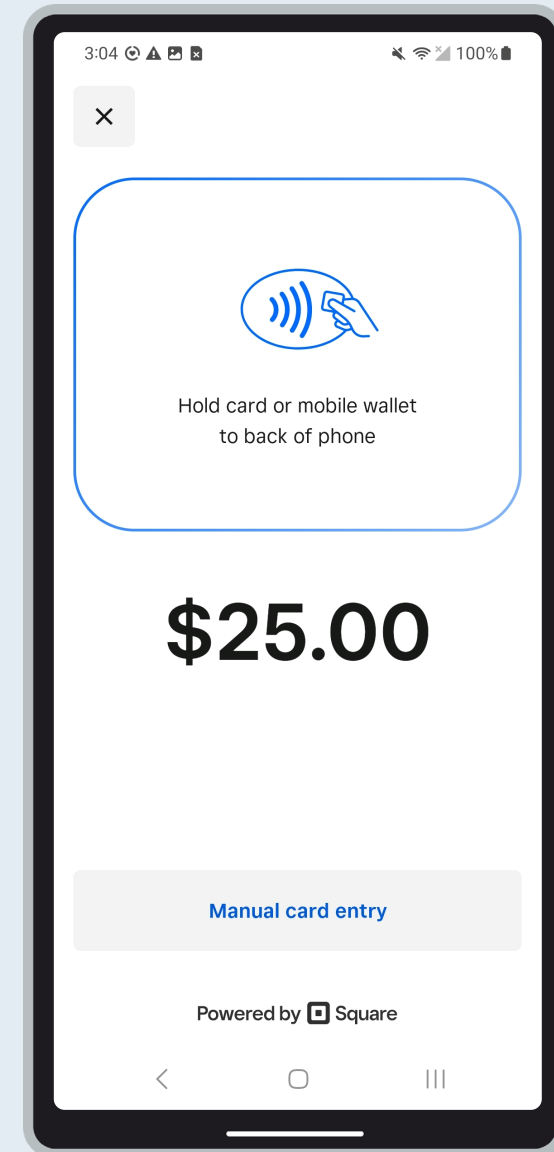 3:04 100%
Hold card or mobile wallet
to back of phone
$25.00
Manual card entry
Powered by Square